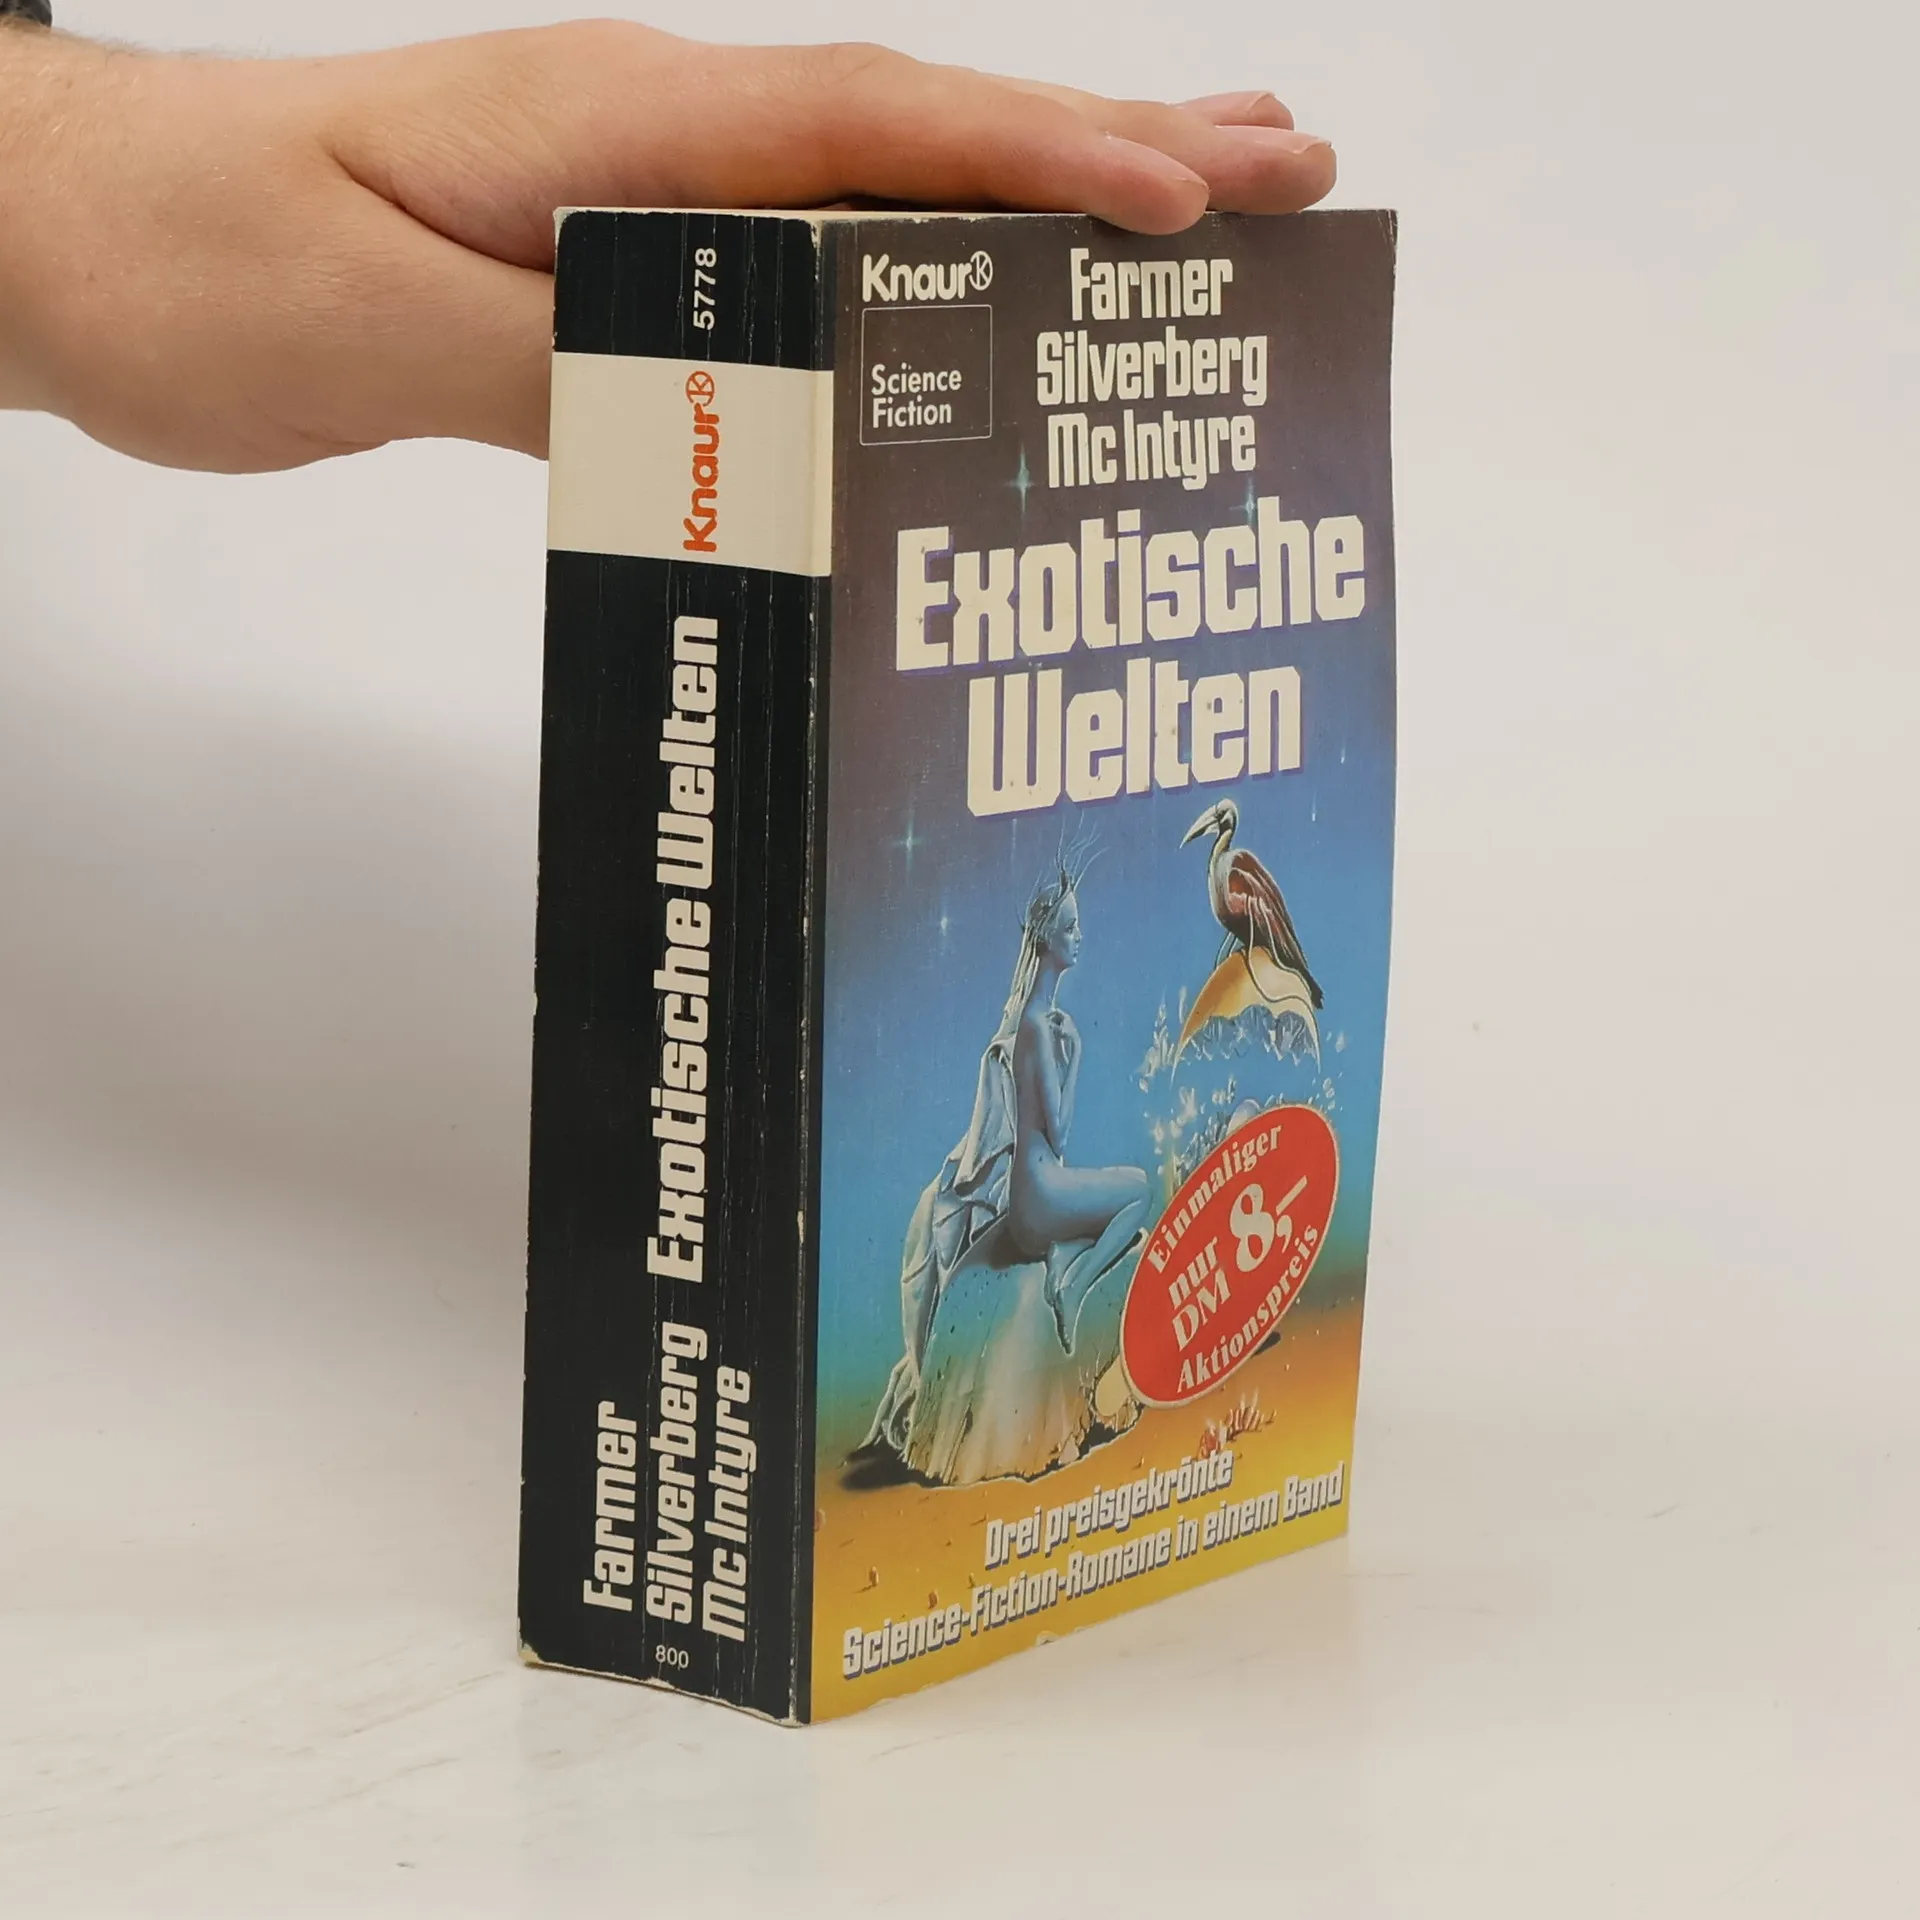 5778
Knaur
Exotische Welten
Farmer
Silverberg
Mc Intyre
800
Knaur
Science
Fiction
Farmer
Silverberg
Mc Intyre
Exotische
Welten
Einmaliger
nur
DM 8,–
Aktionspreis
Drei preisgekrönte
Science-Fiction-Romane in einem Band